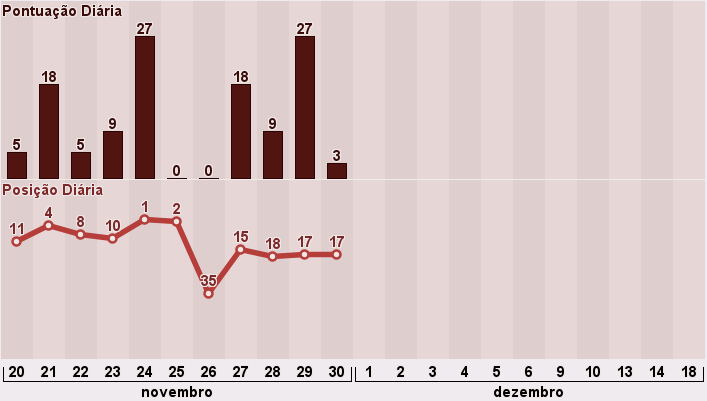 Pontuação Diária
5 18 5 9 27 0 0 18 9 27 3
Posição Diária
11 4 8 10 1 2 35 15 18 17 17
20 21 22 23 24 25 26 27 28 29 30 1 2 3 4 5 6 9 10 13 14 18
novembro dezembro